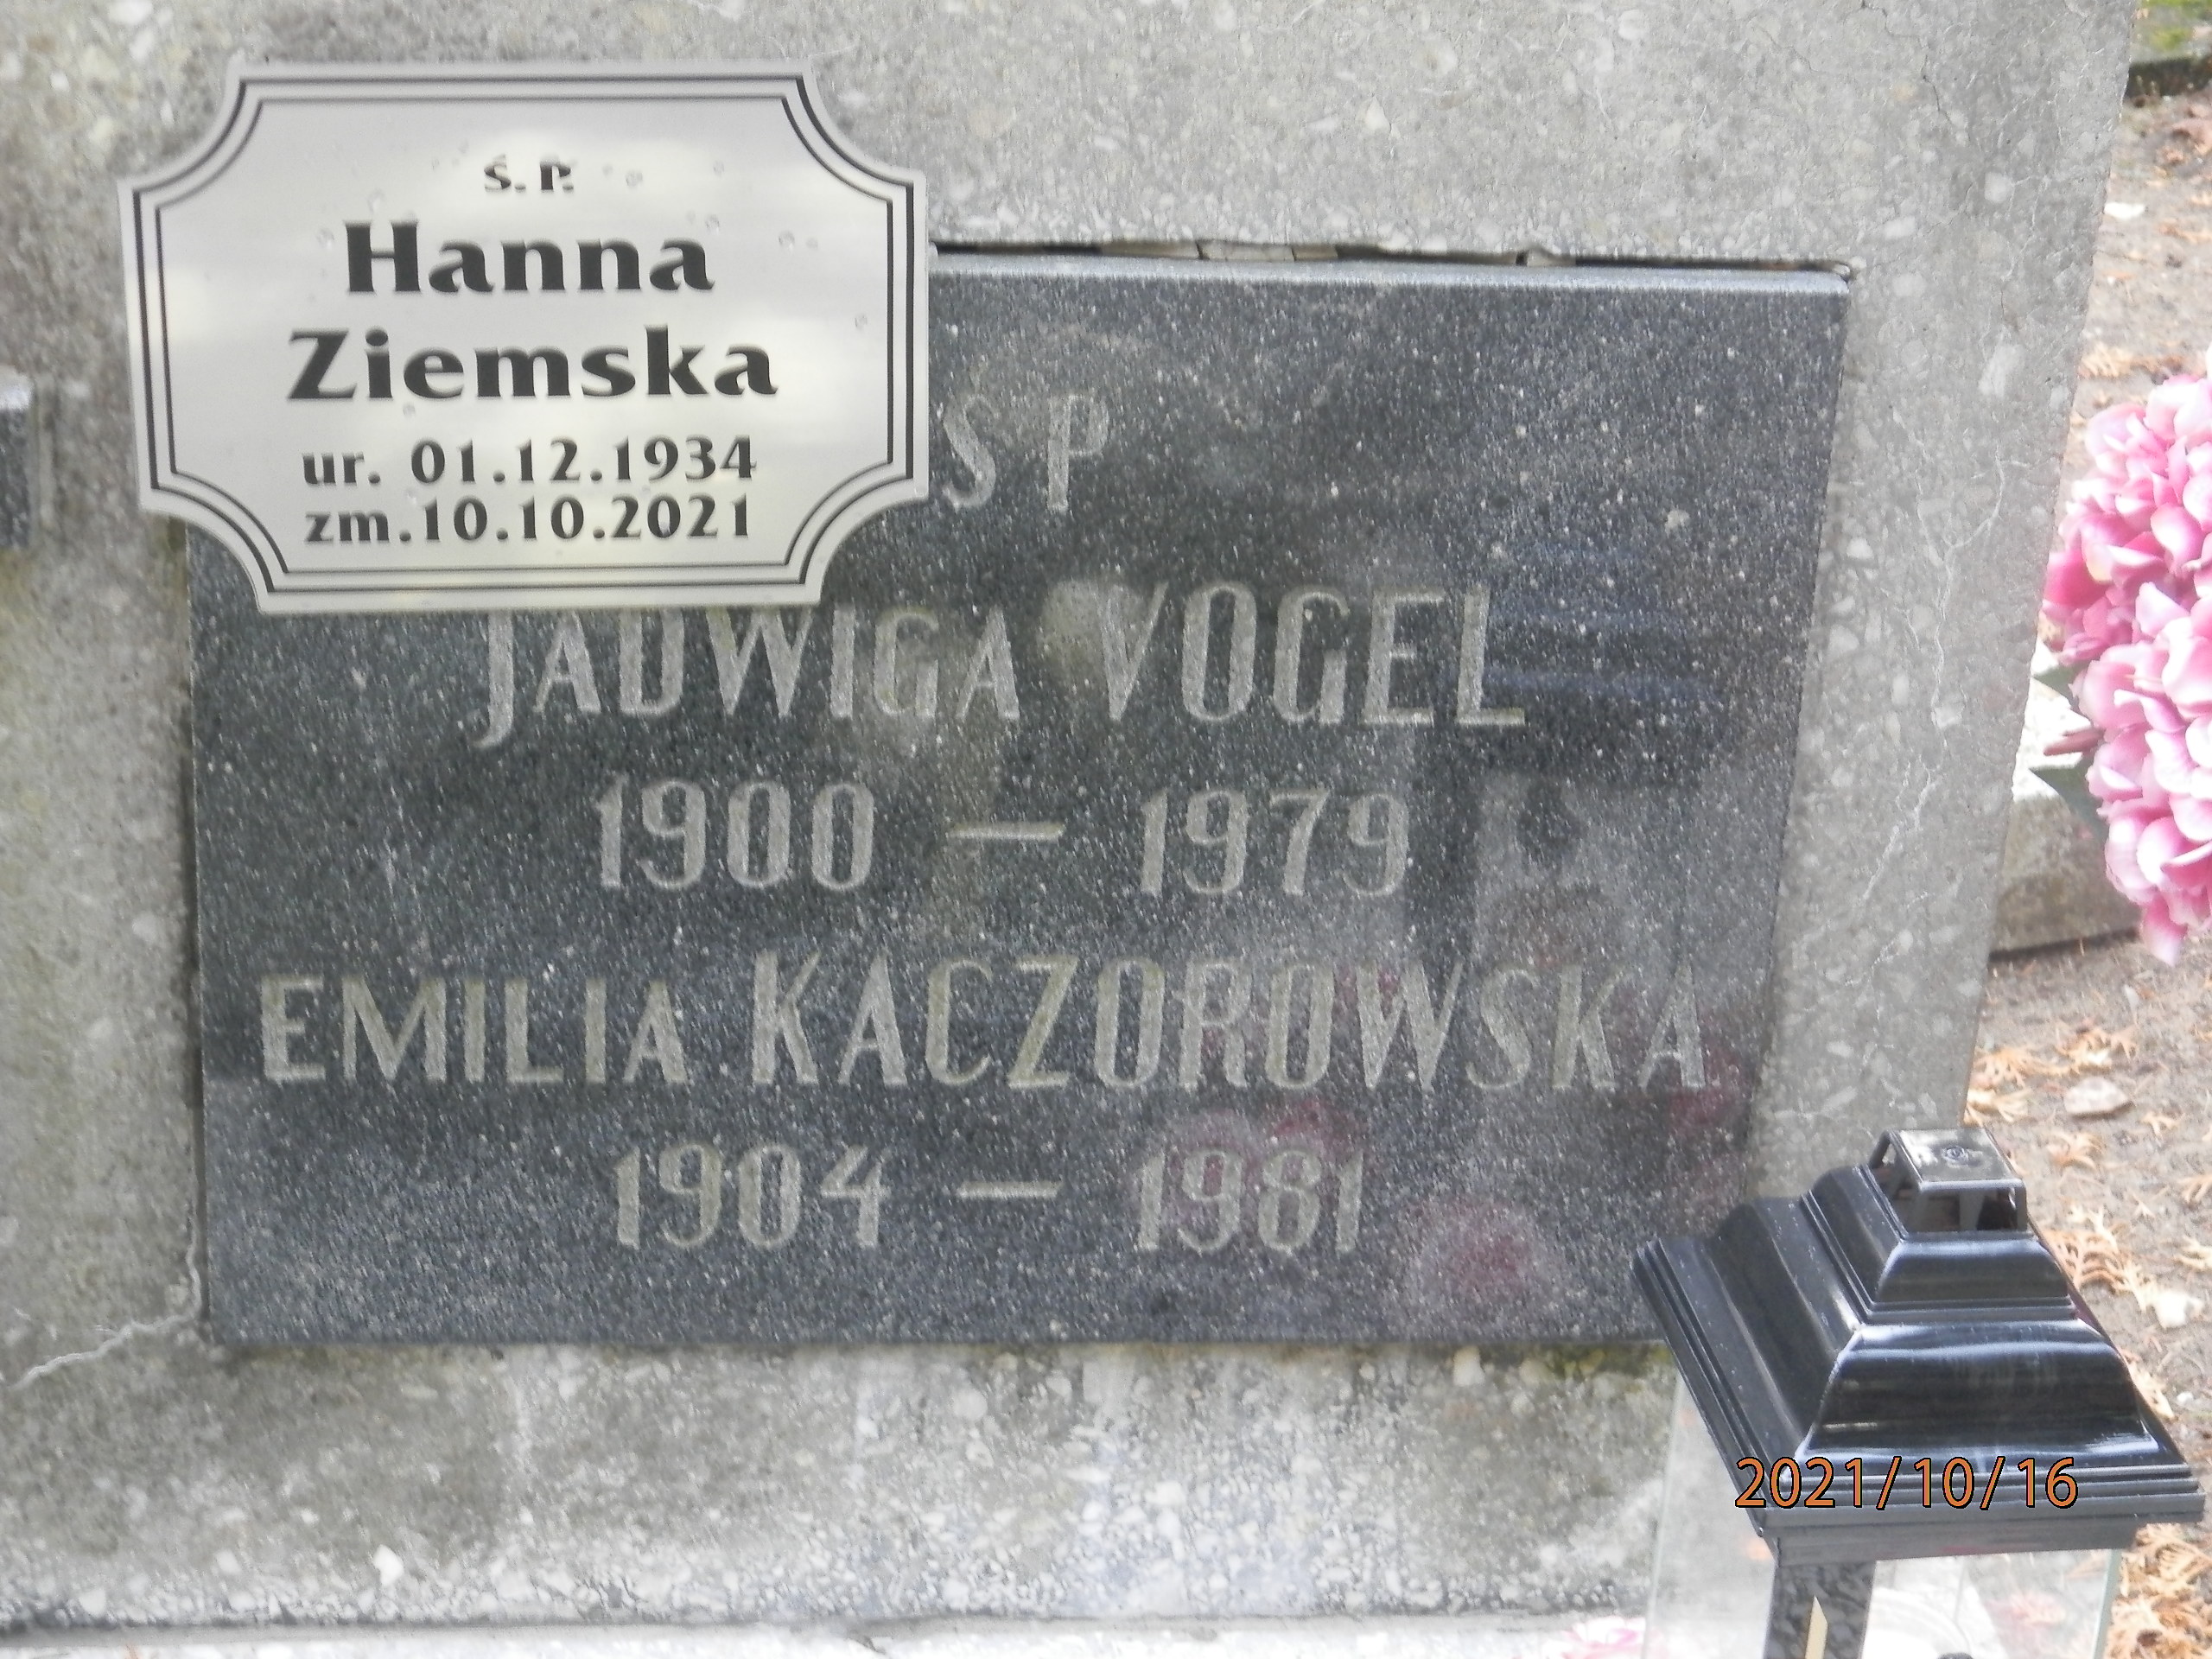 Ś. P.
Hanna
Ziemska
ur. 01.12.1934
zm.10.10.2021
Ś P
JADWIGA VOGEL
1900 — 1979
EMILIA KACZOROWSKA
1904 — 1981
2021/10/16